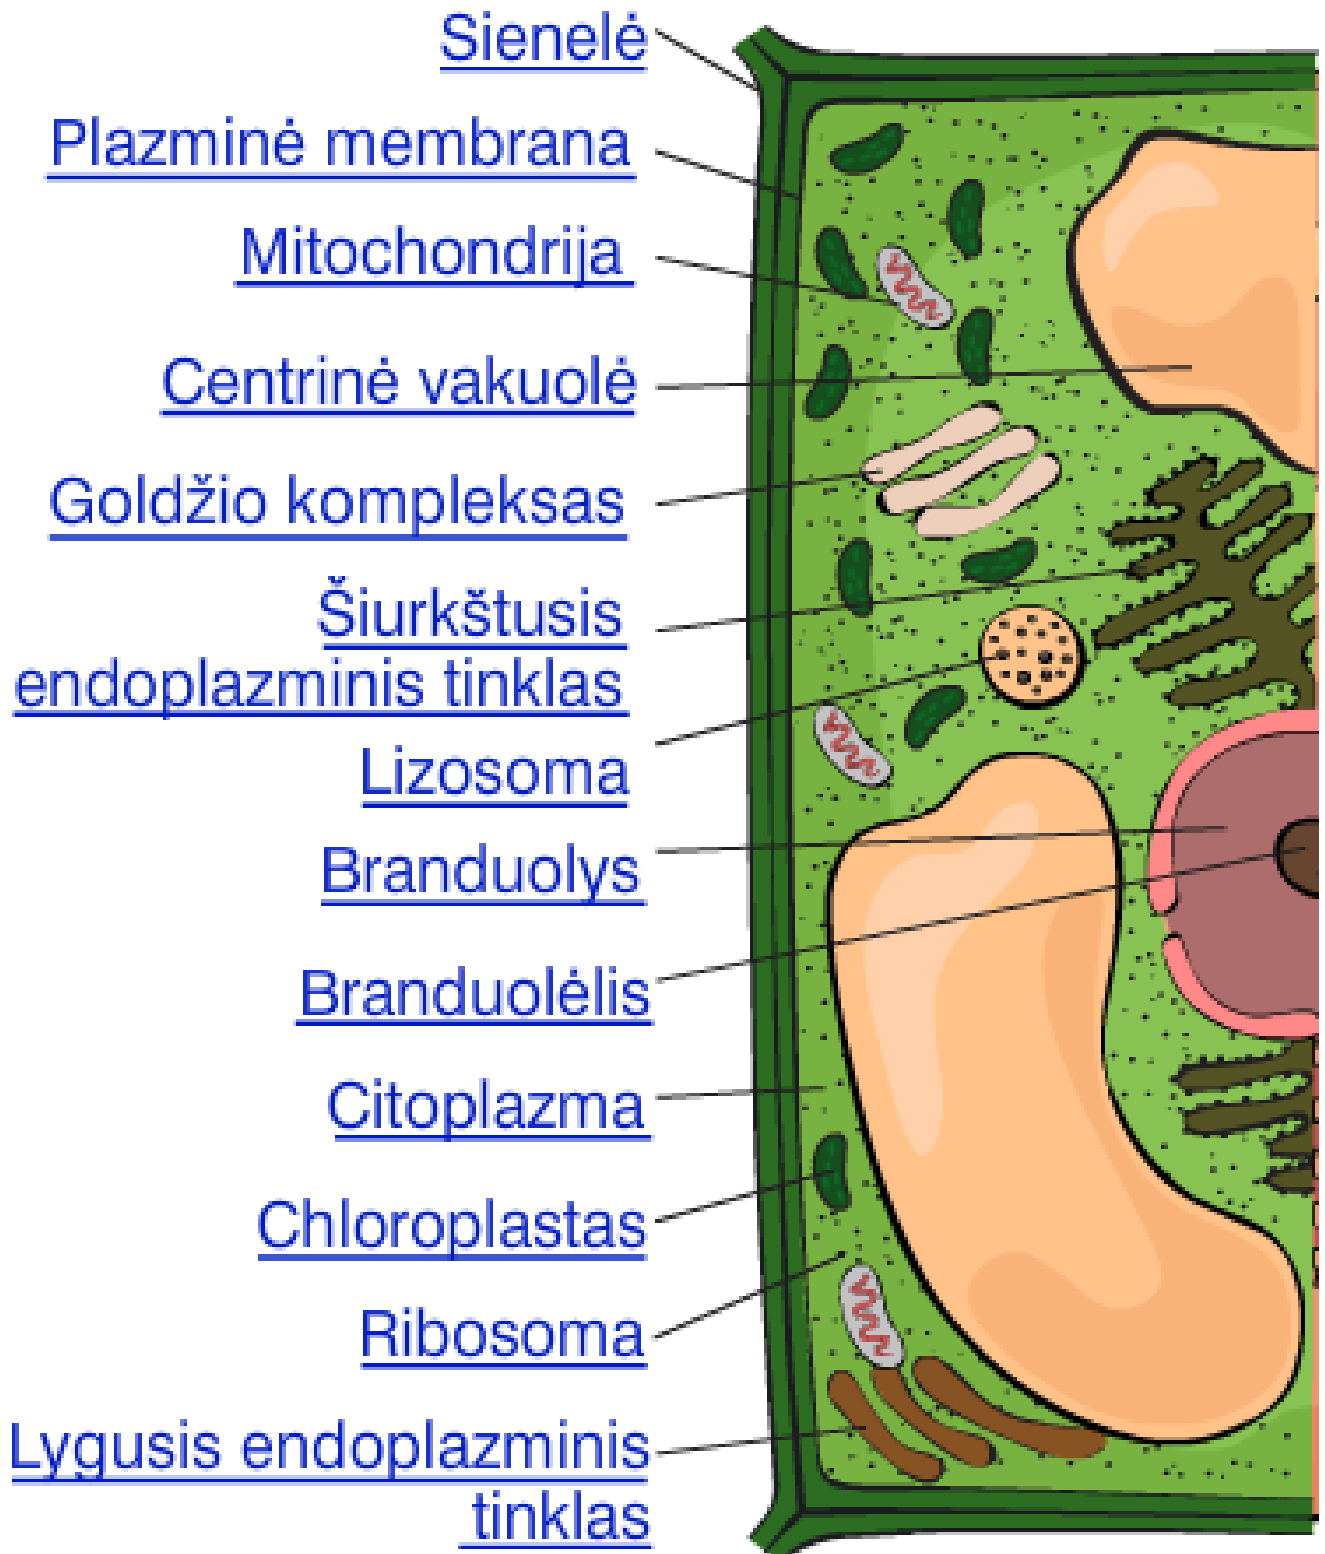 Sienelė
Plazminė membrana
Mitochondrija
Centrinė vakuolė
Goldžio kompleksas
Šiurkštusis
endoplazminis tinklas
Lizosoma
Branduolys
Branduolėlis
Citoplazma
Chloroplastas
Ribosoma
Lygusis endoplazminis
tinklas